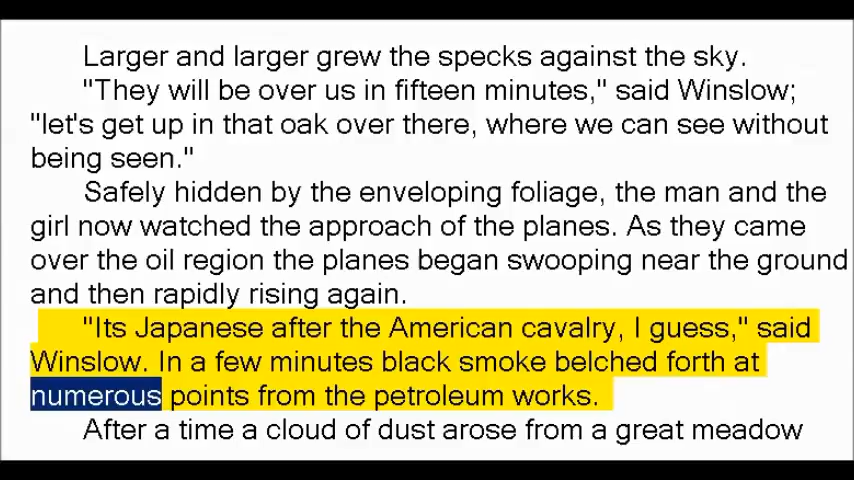 Larger and larger grew the specks against the sky.
"They will be over us in fifteen minutes," said Winslow;
"let's get up in that oak over there, where we can see without
being seen."
Safely hidden by the enveloping foliage, the man and the
girl now watched the approach of the planes. As they came
over the oil region the planes began swooping near the ground
and then rapidly rising again.
"Its Japanese after the American cavalry, I guess," said
Winslow. In a few minutes black smoke belched forth at
numerous points from the petroleum works.
After a time a cloud of dust arose from a great meadow